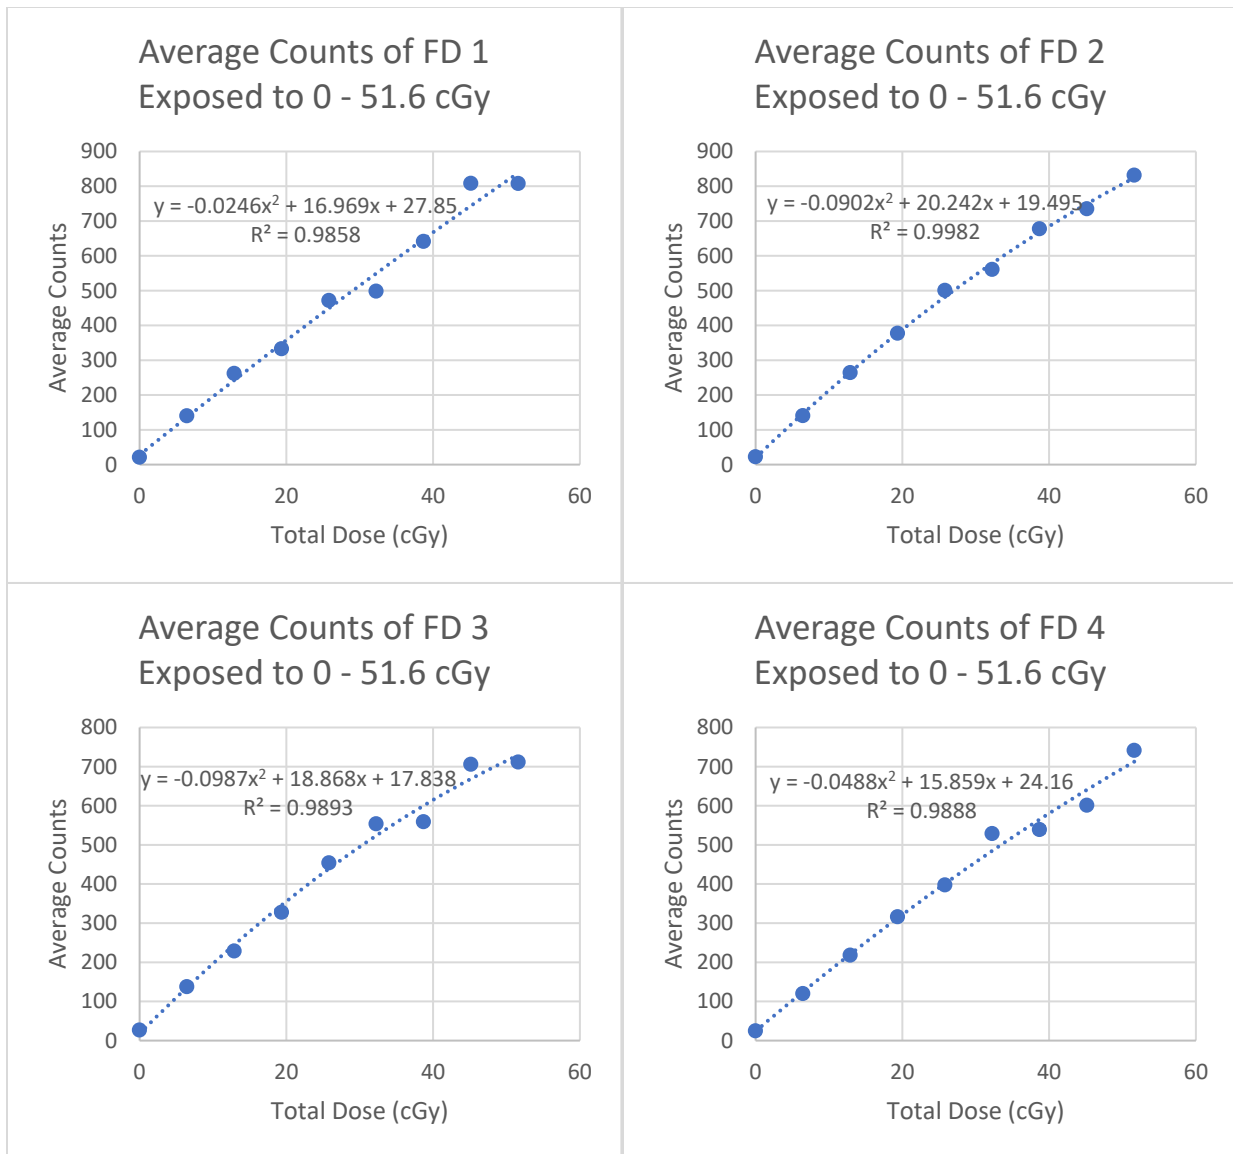 Average Counts of FD 1
Exposed to 0 - 51.6 cGy
900
800
700
600
500
400
300
200
100
0
y = -0.0246x² + 16.969x + 27.85
R² = 0.9858
Average Counts
0 20 40 60
Total Dose (cGy)
Average Counts of FD 2
Exposed to 0 - 51.6 cGy
900
800
700
600
500
400
300
200
100
0
y = -0.0902x² + 20.242x + 19.495
R² = 0.9982
Average Counts
0 20 40 60
Total Dose (cGy)
Average Counts of FD 3
Exposed to 0 - 51.6 cGy
800
700
600
500
400
300
200
100
0
y = -0.0987x² + 18.868x + 17.838
R² = 0.9893
Average Counts
0 20 40 60
Total Dose (cGy)
Average Counts of FD 4
Exposed to 0 - 51.6 cGy
800
700
600
500
400
300
200
100
0
y = -0.0488x² + 15.859x + 24.16
R² = 0.9888
Average Counts
0 20 40 60
Total Dose (cGy)